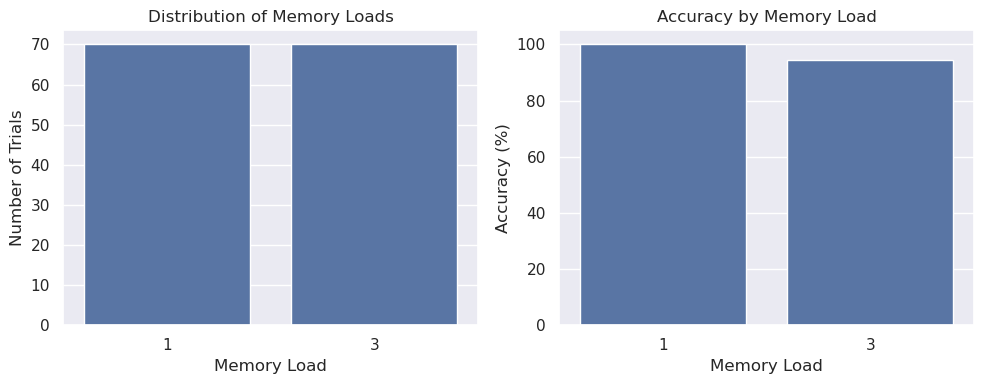 Distribution of Memory Loads
70
60
50
40
30
20
10
0
Number of Trials
1 3
Memory Load
Accuracy by Memory Load
100
80
60
40
20
0
Accuracy (%)
1 3
Memory Load